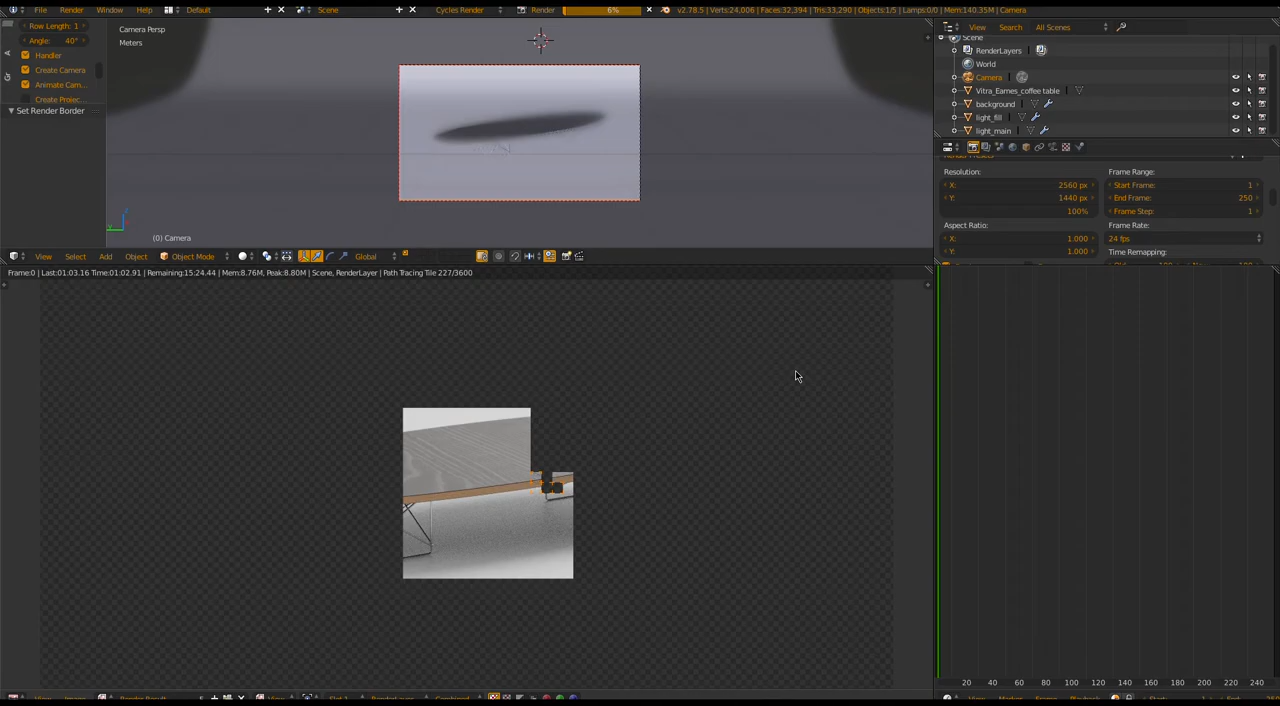 File Render Window Help Default Scene Cycles Render Render 6% v2.78.5 | Verts:24,006 | Faces:32,394 | Tris:33,290 | Objects:1/5 | Lamps:0/0 | Mem:140.35M | Camera
Row Length: 1
Angle: 40°
Handler
Create Camera
Animate Cam...
Create Projec...
Set Render Border
Camera Persp
Meters
(0) Camera
View Select Add Object Object Mode Global
Frame:0 | Last:01:03.16 Time:01:02.91 | Remaining:15:24.44 | Mem:8.76M, Peak:8.80M | Scene, RenderLayer | Path Tracing Tile 227/3600
View Search All Scenes
Scene
RenderLayers
World
Camera
Vitra_Eames_coffee table
background
light_fill
light_main
Render Presets
Resolution: Frame Range:
X: 2560 px Start Frame: 1
Y: 1440 px End Frame: 250
100% Frame Step: 1
Aspect Ratio: Frame Rate:
X: 1.000 24 fps
Y: 1.000 Time Remapping:
20 40 60 80 100 120 140 160 180 200 220 240